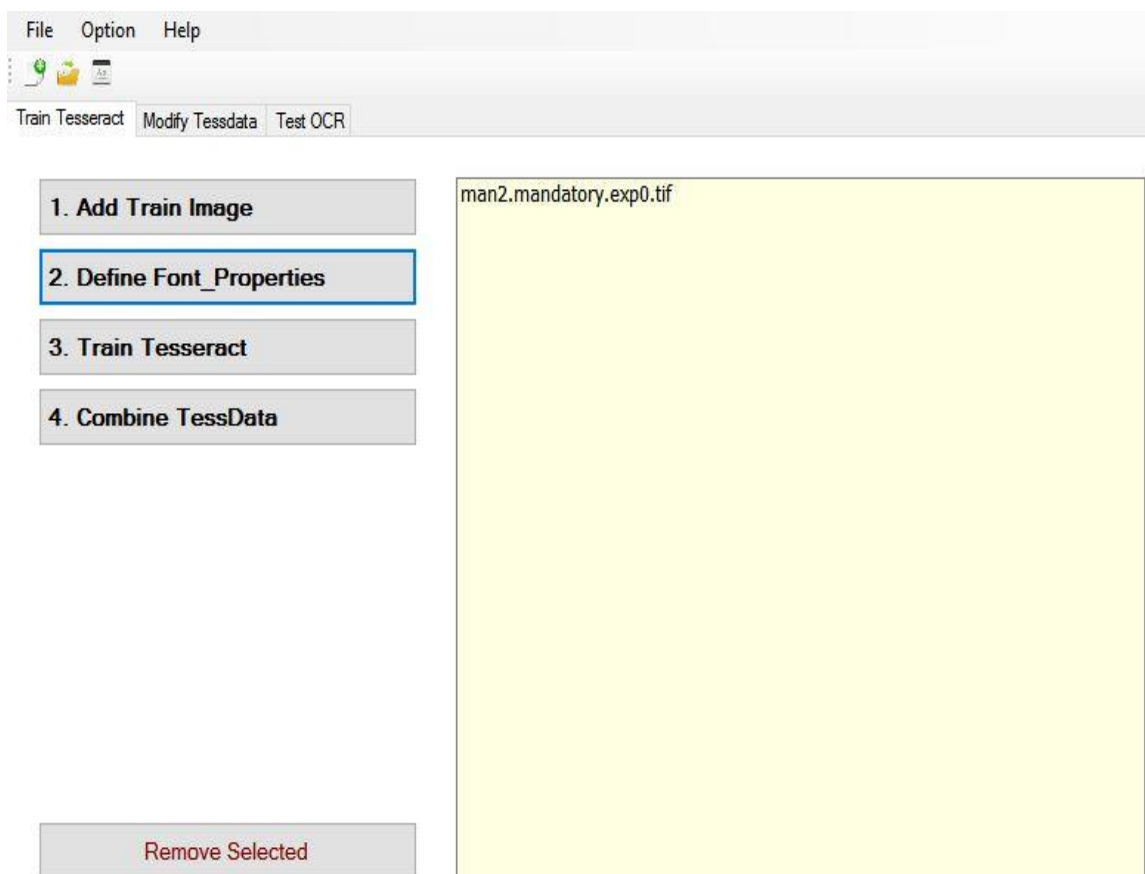 File Option Help
Train Tesseract Modify Tessdata Test OCR
1. Add Train Image
2. Define Font_Properties
3. Train Tesseract
4. Combine TessData
Remove Selected
man2.mandatory.exp0.tif